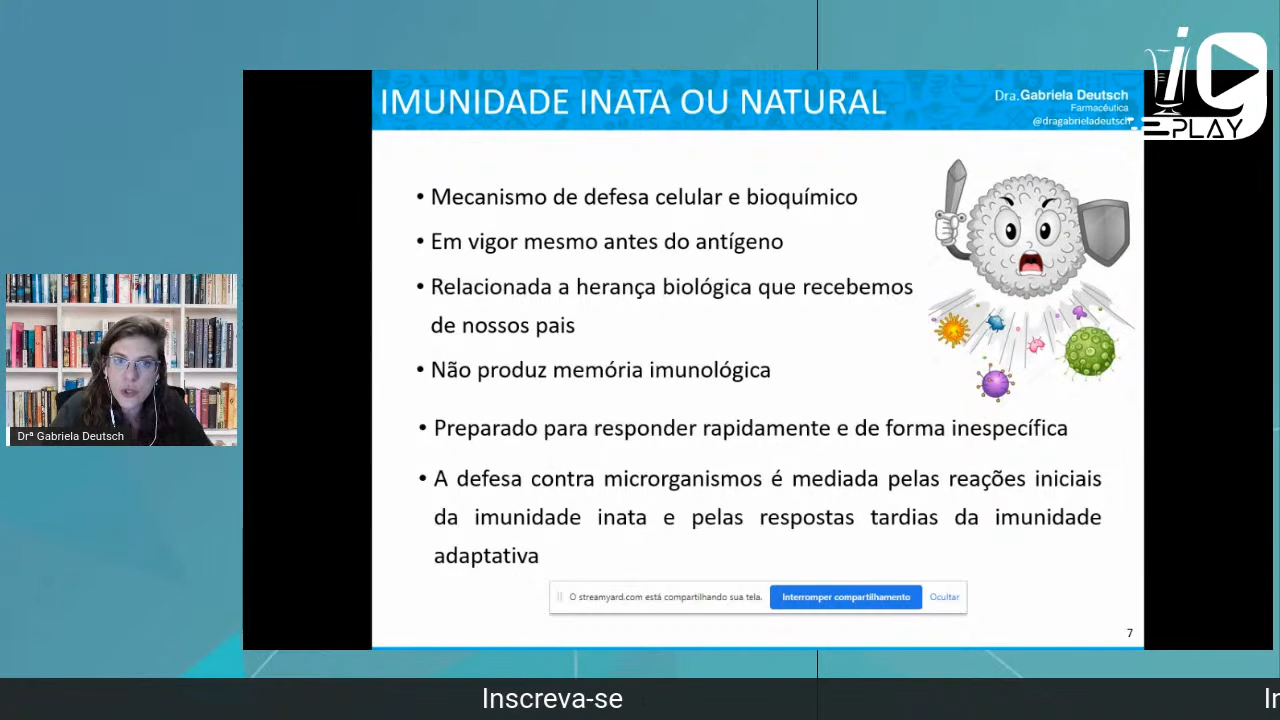 IMUNIDADE INATA OU NATURAL
Dra.Gabriela Deutsch
Farmacêutica
@dragabrieladeutsch
iG
PLAY
• Mecanismo de defesa celular e bioquímico
• Em vigor mesmo antes do antígeno
• Relacionada a herança biológica que recebemos
de nossos pais
• Não produz memória imunológica
• Preparado para responder rapidamente e de forma inespecífica
• A defesa contra microrganismos é mediada pelas reações iniciais
da imunidade inata e pelas respostas tardias da imunidade
adaptativa
Drª Gabriela Deutsch
O streamyard.com está compartilhando sua tela.
Interromper compartilhamento
Ocultar
7
Inscreva-se